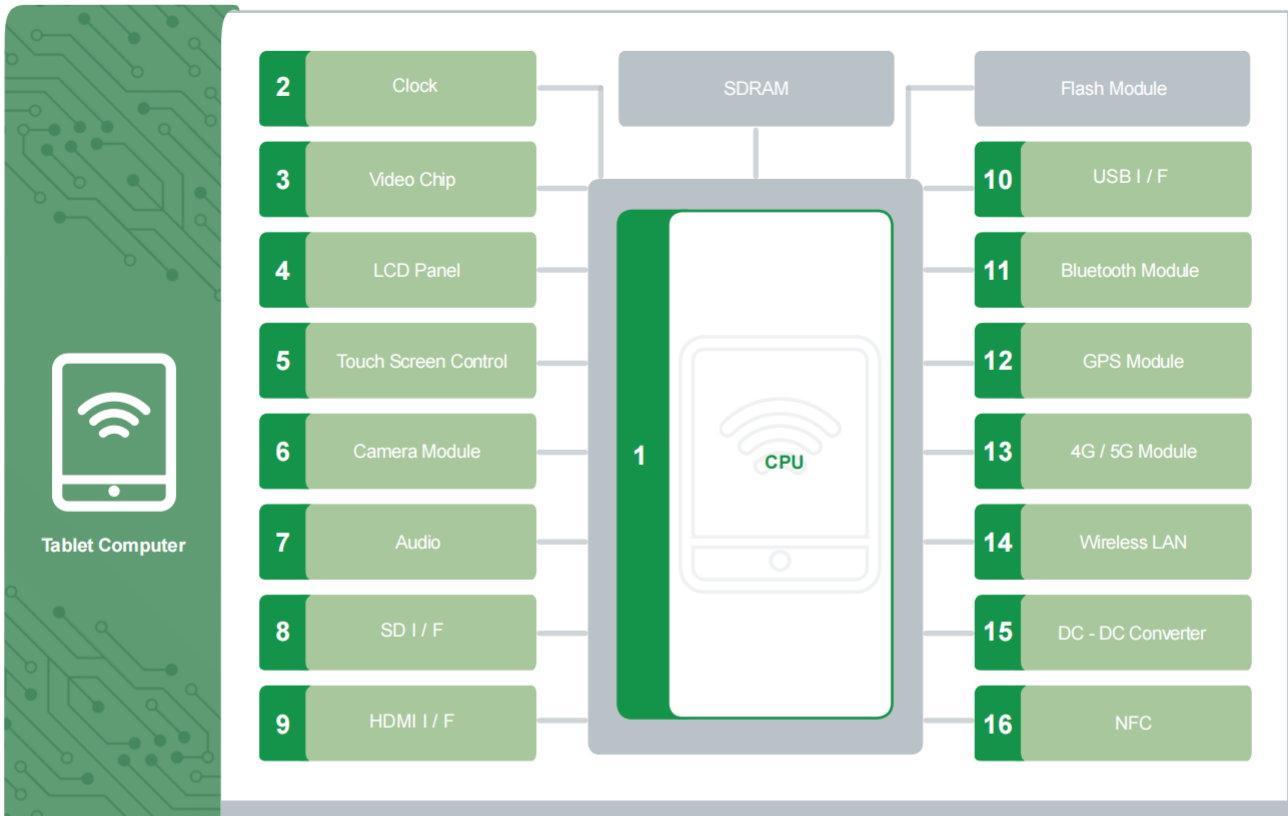 Tablet Computer
2 Clock
3 Video Chip
4 LCD Panel
5 Touch Screen Control
6 Camera Module
7 Audio
8 SD I / F
9 HDMI I / F
SDRAM
1 CPU
Flash Module
10 USB I / F
11 Bluetooth Module
12 GPS Module
13 4G / 5G Module
14 Wireless LAN
15 DC - DC Converter
16 NFC